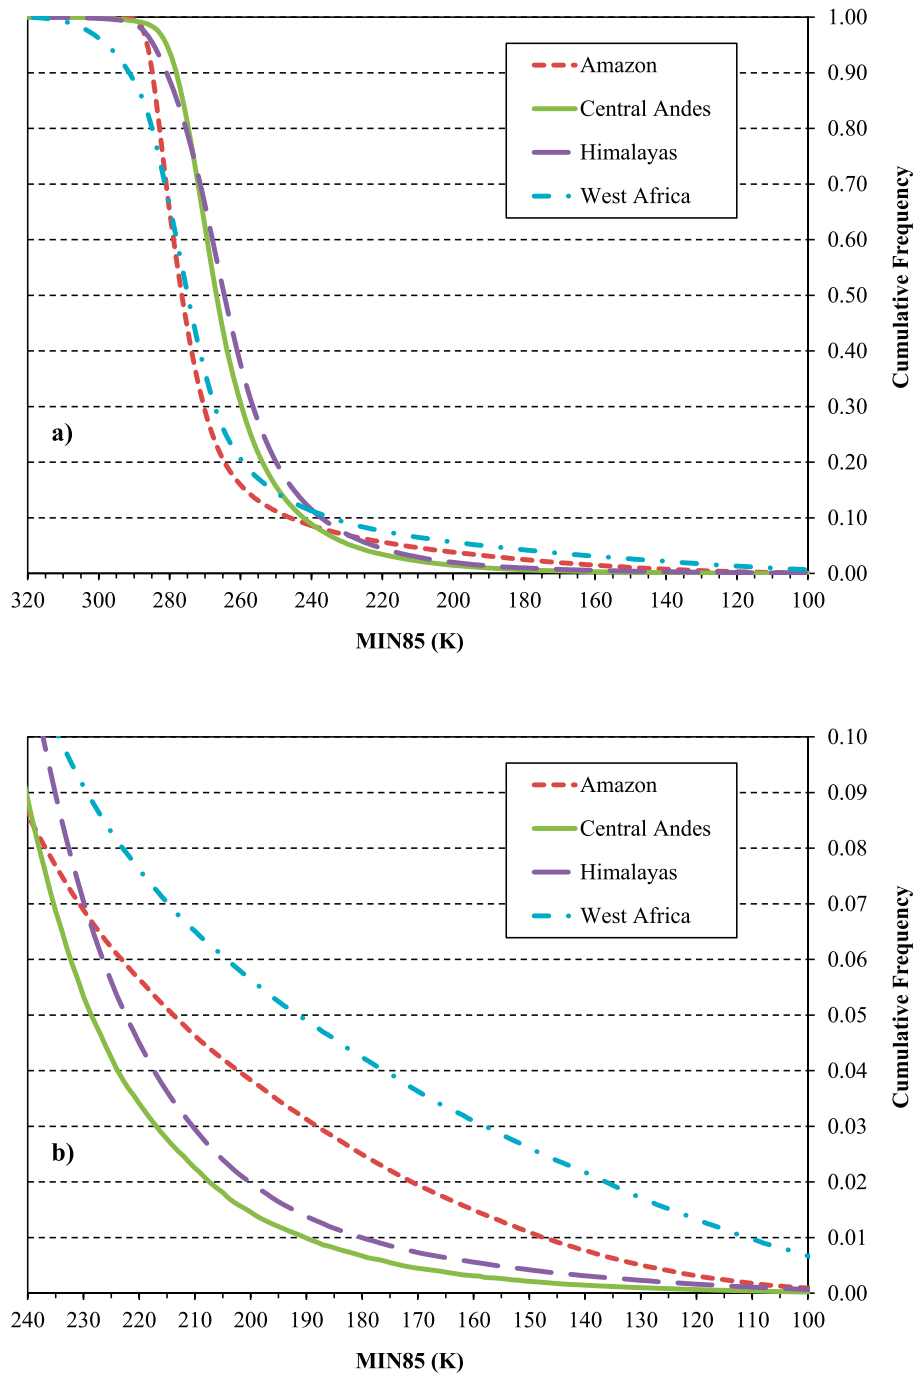 1.00
0.90
0.80
0.70
0.60
0.50
0.40
0.30
0.20
0.10
0.00
Cumulative Frequency
Amazon
Central Andes
Himalayas
West Africa
a)
320 300 280 260 240 220 200 180 160 140 120 100
MIN85 (K)
0.10
0.09
0.08
0.07
0.06
0.05
0.04
0.03
0.02
0.01
0.00
Cumulative Frequency
Amazon
Central Andes
Himalayas
West Africa
b)
240 230 220 210 200 190 180 170 160 150 140 130 120 110 100
MIN85 (K)